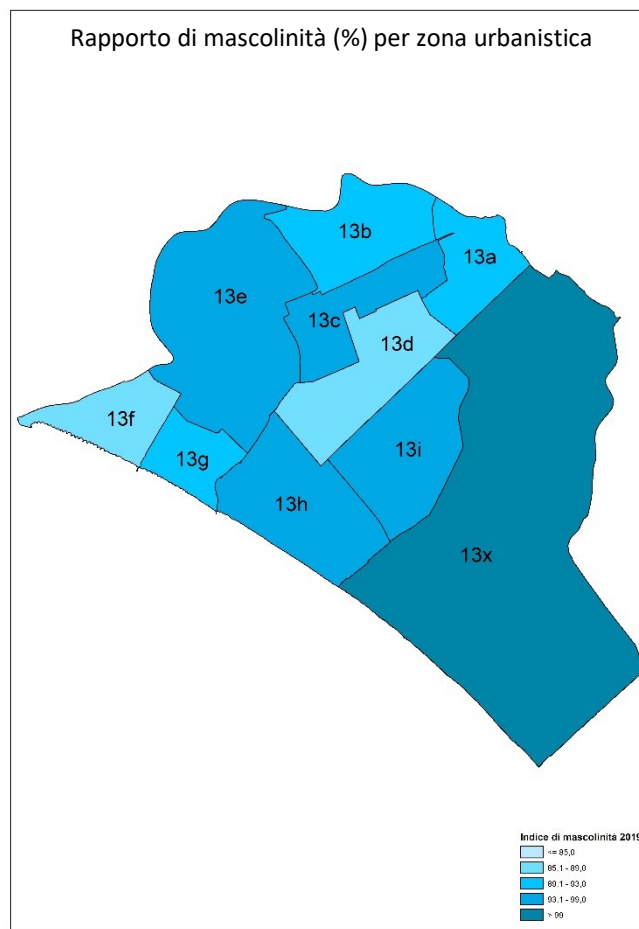 Rapporto di mascolinità (%) per zona urbanistica
13b
13a
13e
13c
13d
13f
13g
13i
13h
13x
Indice di mascolinità 2019
<= 85,0
85.1 - 89,0
89,1 - 93,0
93,1 - 99,0
> 99